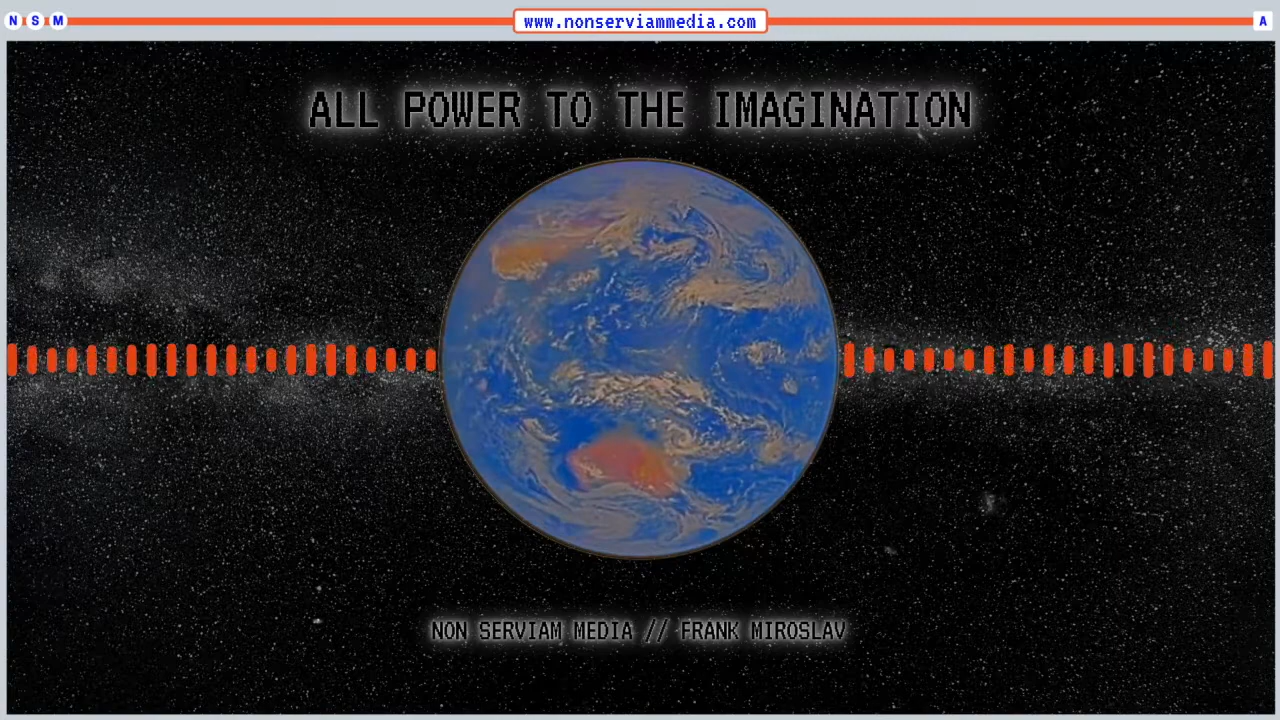 N S M
www.nonserviammedia.com
A
ALL POWER TO THE IMAGINATION
NON SERVIAM MEDIA // FRANK MIROSLAV